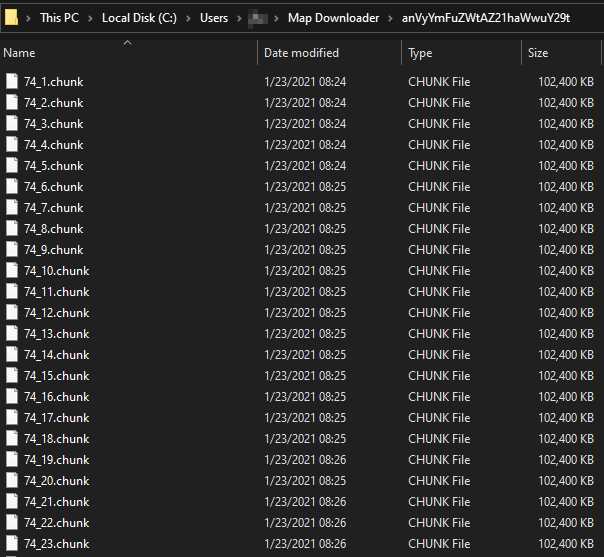 This PC > Local Disk (C:) > Users > > Map Downloader > anVyYmFuZWtAZ21haWwuY29t
Name Date modified Type Size
74_1.chunk 1/23/2021 08:24 CHUNK File 102,400 KB
74_2.chunk 1/23/2021 08:24 CHUNK File 102,400 KB
74_3.chunk 1/23/2021 08:24 CHUNK File 102,400 KB
74_4.chunk 1/23/2021 08:24 CHUNK File 102,400 KB
74_5.chunk 1/23/2021 08:24 CHUNK File 102,400 KB
74_6.chunk 1/23/2021 08:25 CHUNK File 102,400 KB
74_7.chunk 1/23/2021 08:25 CHUNK File 102,400 KB
74_8.chunk 1/23/2021 08:25 CHUNK File 102,400 KB
74_9.chunk 1/23/2021 08:25 CHUNK File 102,400 KB
74_10.chunk 1/23/2021 08:25 CHUNK File 102,400 KB
74_11.chunk 1/23/2021 08:25 CHUNK File 102,400 KB
74_12.chunk 1/23/2021 08:25 CHUNK File 102,400 KB
74_13.chunk 1/23/2021 08:25 CHUNK File 102,400 KB
74_14.chunk 1/23/2021 08:25 CHUNK File 102,400 KB
74_15.chunk 1/23/2021 08:25 CHUNK File 102,400 KB
74_16.chunk 1/23/2021 08:25 CHUNK File 102,400 KB
74_17.chunk 1/23/2021 08:25 CHUNK File 102,400 KB
74_18.chunk 1/23/2021 08:25 CHUNK File 102,400 KB
74_19.chunk 1/23/2021 08:26 CHUNK File 102,400 KB
74_20.chunk 1/23/2021 08:25 CHUNK File 102,400 KB
74_21.chunk 1/23/2021 08:26 CHUNK File 102,400 KB
74_22.chunk 1/23/2021 08:26 CHUNK File 102,400 KB
74_23.chunk 1/23/2021 08:26 CHUNK File 102,400 KB